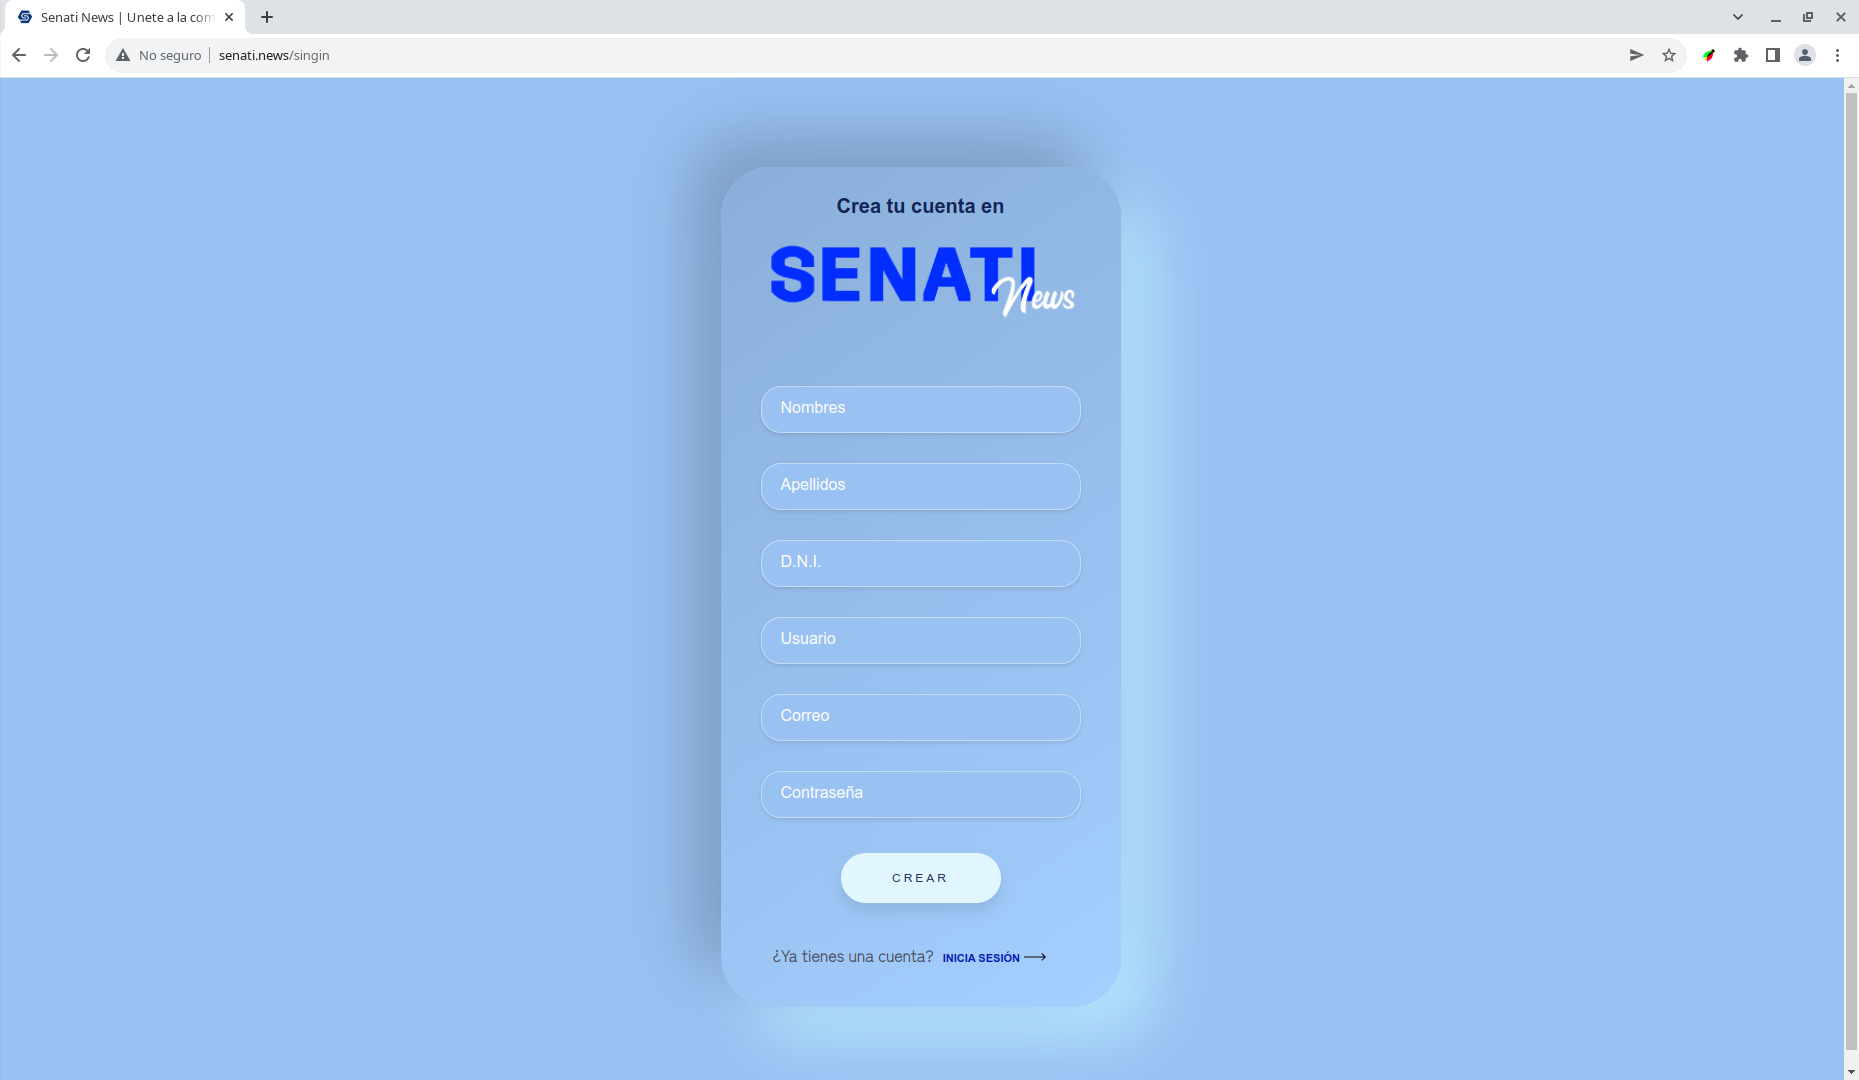 Senati News | Unete a la com
No seguro | senati.news/singin
Crea tu cuenta en
SENATI
News
Nombres
Apellidos
D.N.I.
Usuario
Correo
Contraseña
CREAR
¿Ya tienes una cuenta? INICIA SESIÓN